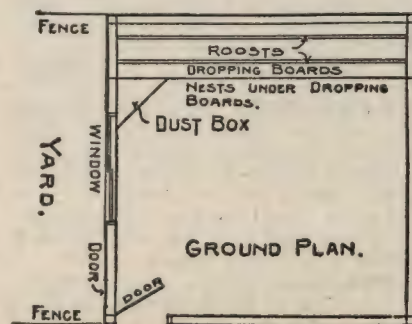 FENCE
ROOSTS
DROPPING BOARDS
NESTS UNDER DROPPING
BOARDS.
DUST BOX
WINDOW
YARD.
GROUND PLAN.
DOOR
DOOR
FENCE